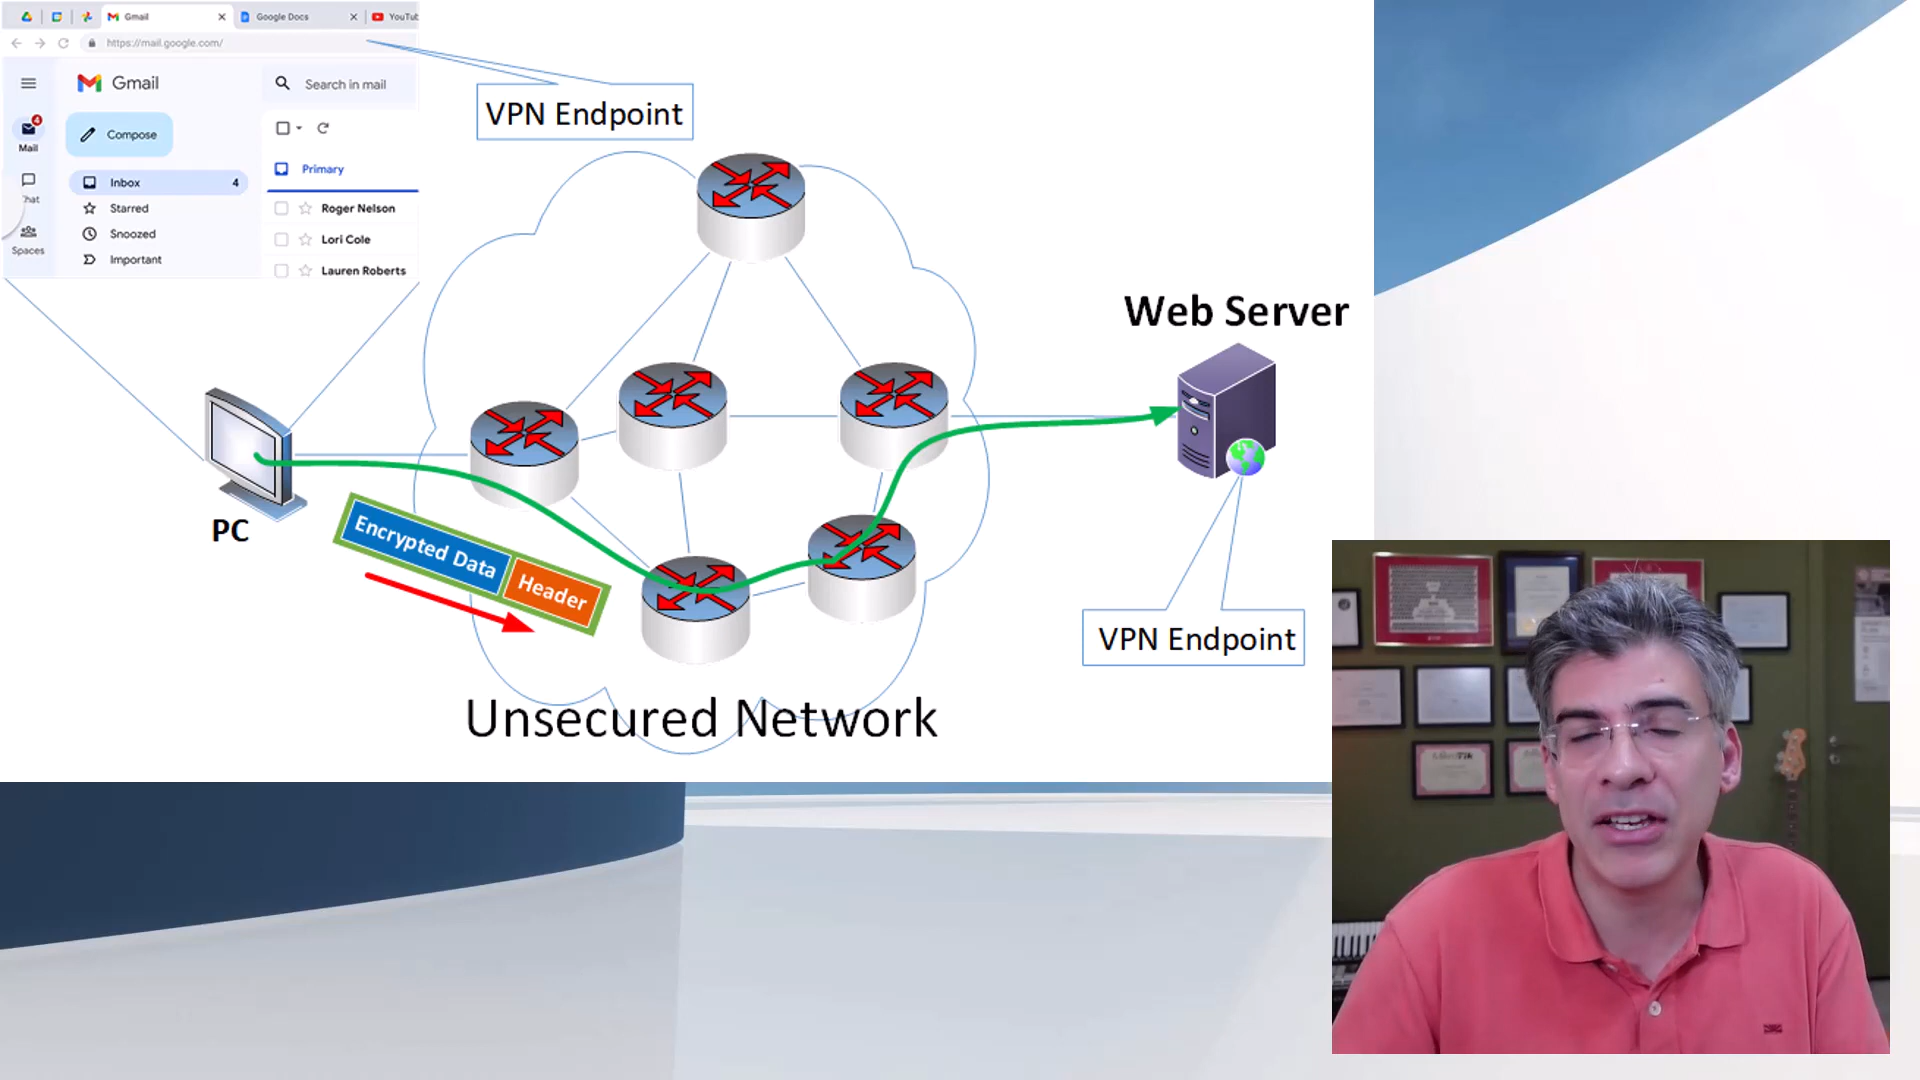 Gmail
Google Docs
YouTub
https://mail.google.com/
Gmail
Search in mail
4
Mail
Compose
Primary
Inbox 4
hat
Starred
Roger Nelson
Spaces
Snoozed
Lori Cole
Important
Lauren Roberts
VPN Endpoint
Web Server
PC
Encrypted Data
Header
VPN Endpoint
Unsecured Network